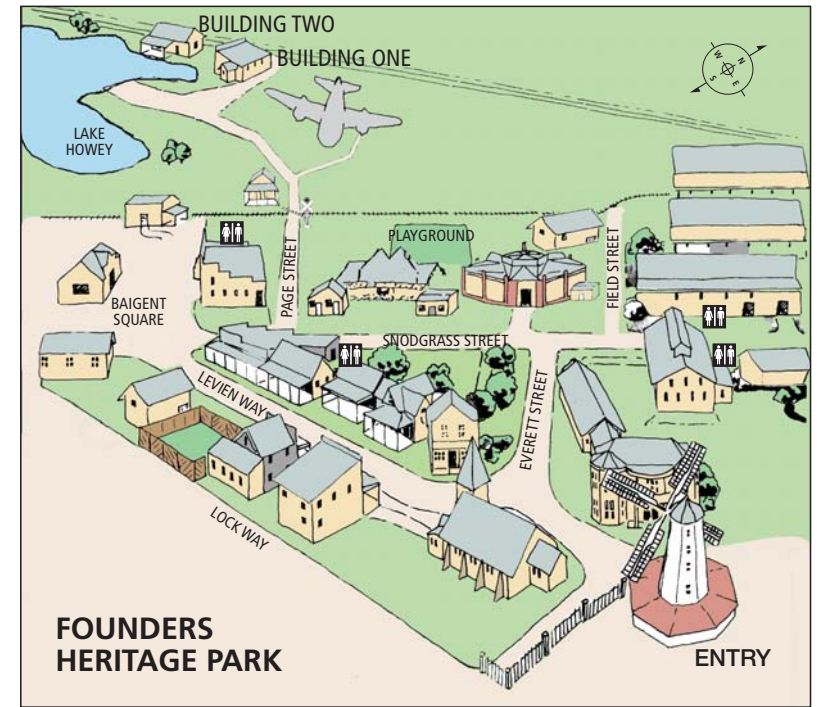 BUILDING TWO
BUILDING ONE
N
W
E
S
LAKE
HOWEY
PLAYGROUND
PAGE STREET
FIELD STREET
BAIGENT
SQUARE
SNODGRASS STREET
LEVIEN WAY
EVERETT STREET
LOCK WAY
FOUNDERS
HERITAGE PARK
ENTRY